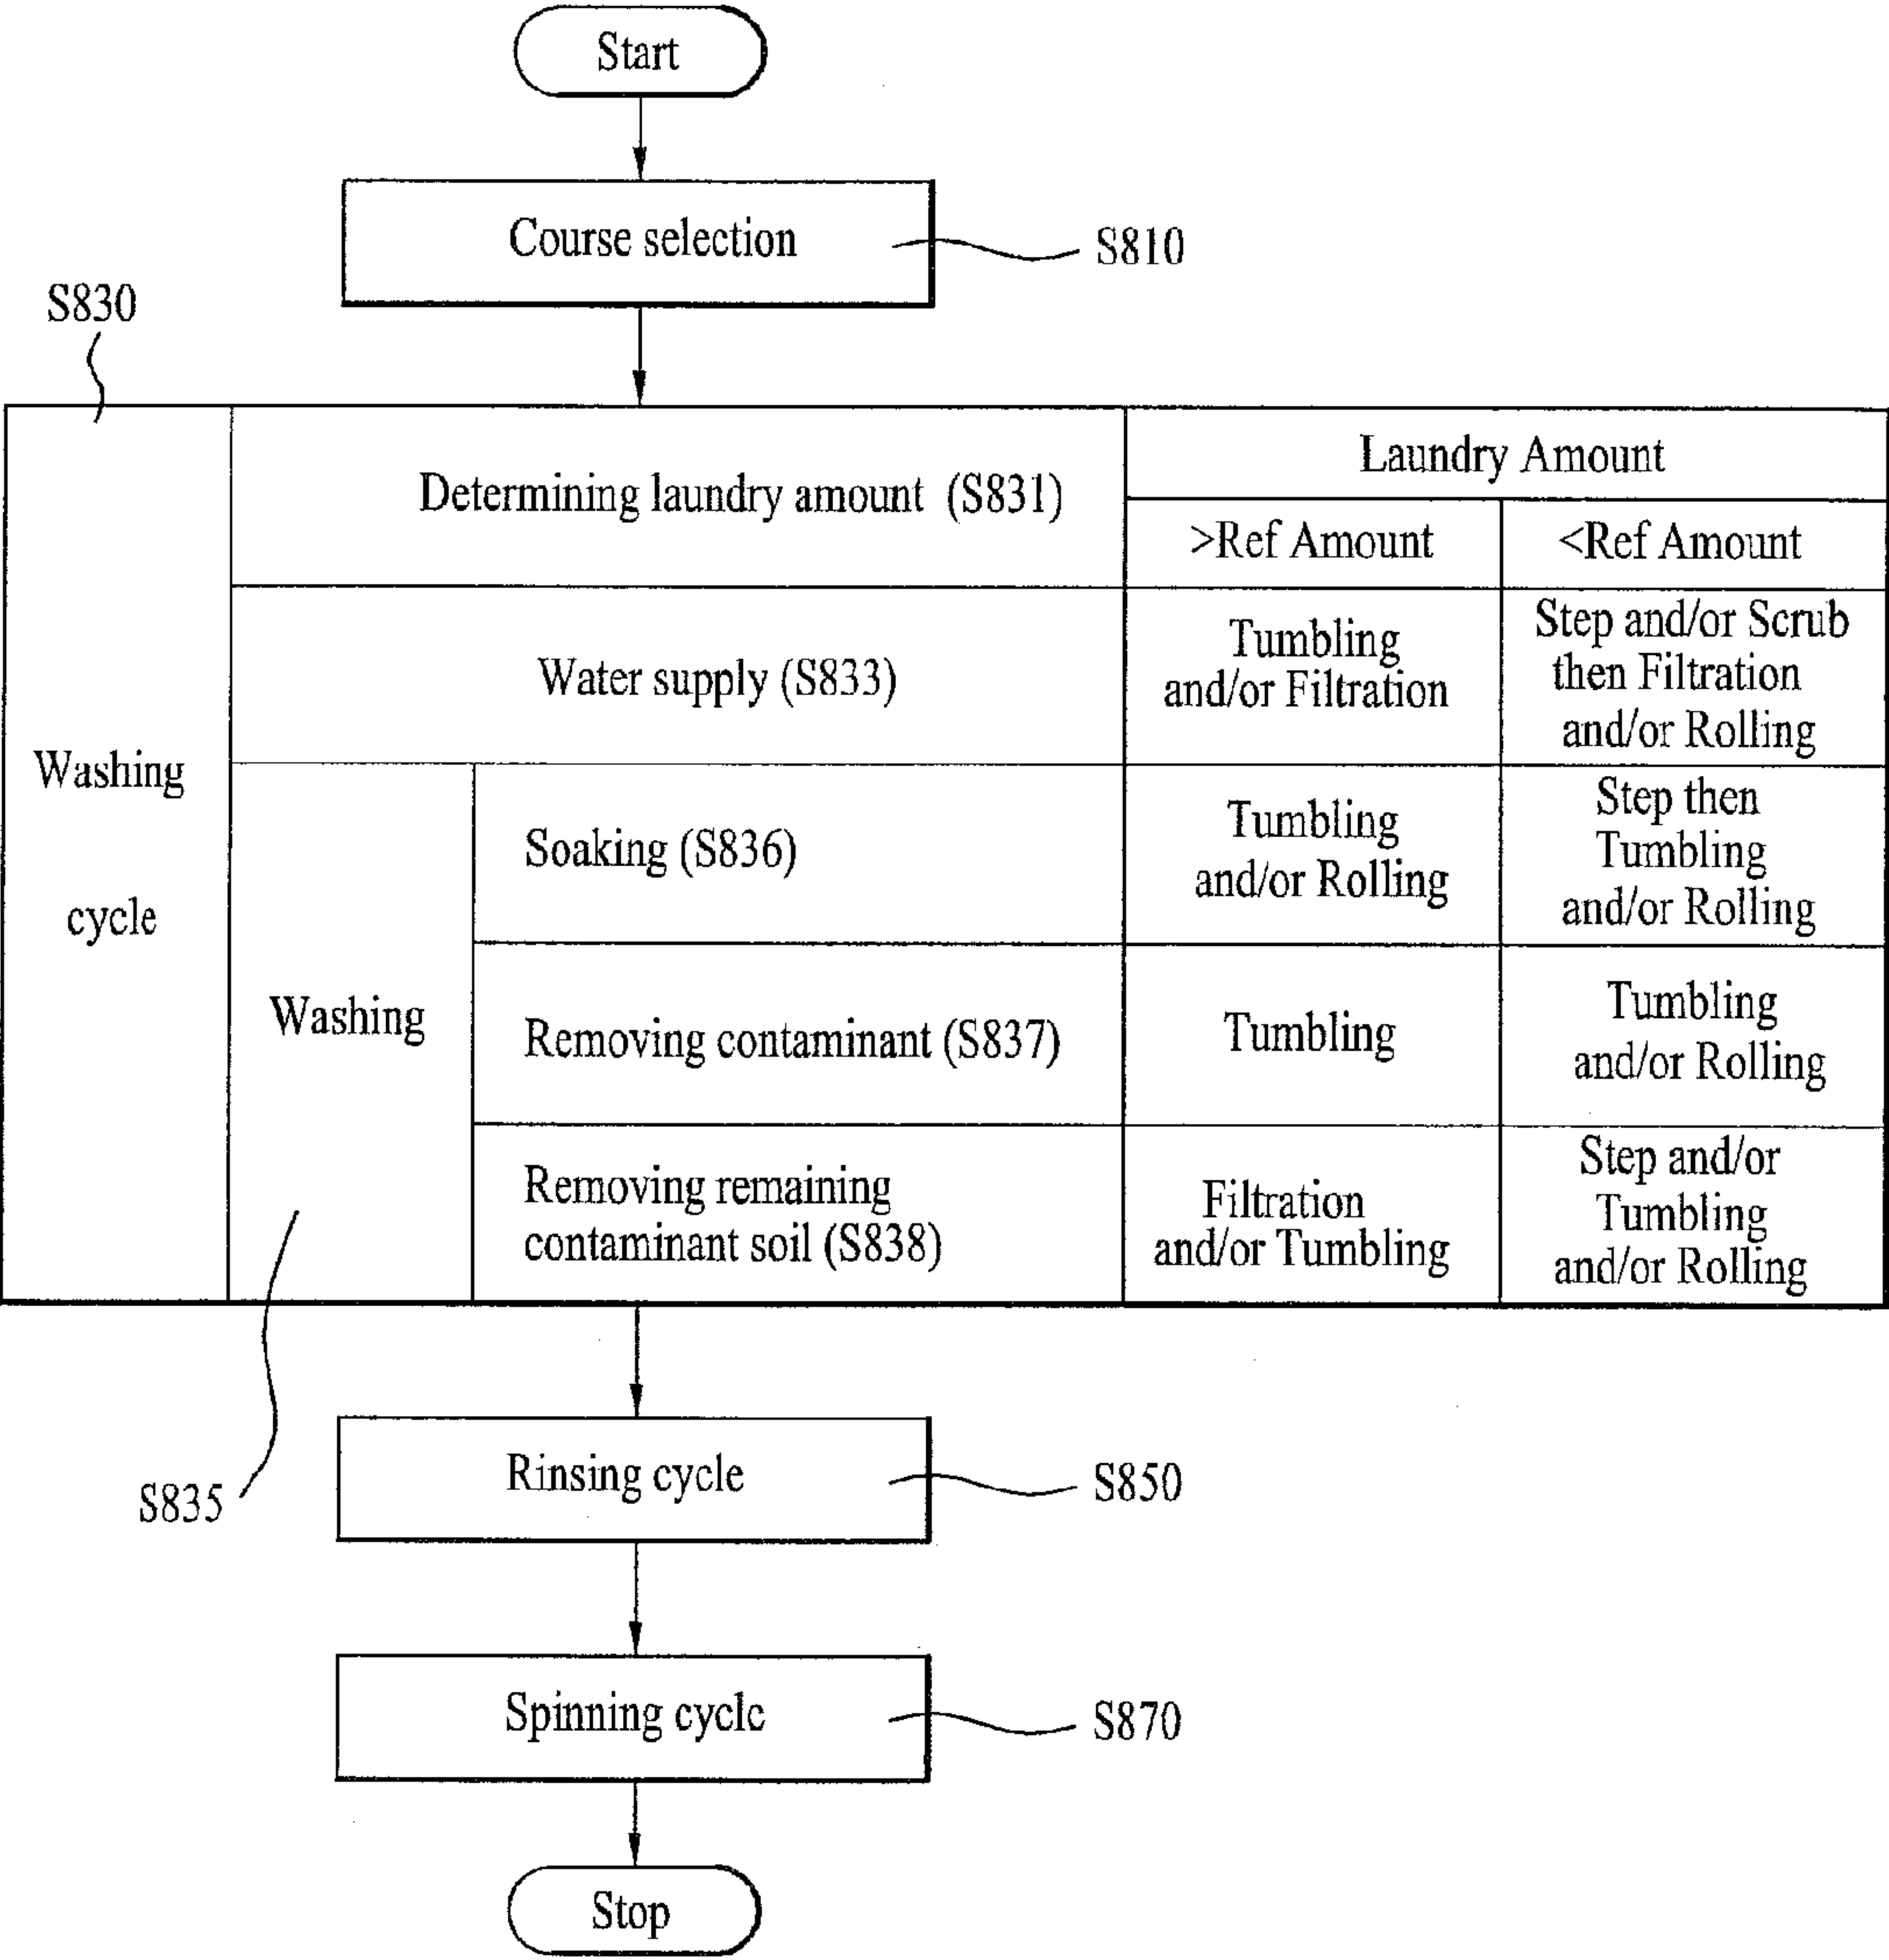 Start
Course selection
S810
S830
Washing
cycle
Determining laundry amount (S831)
Laundry Amount
>Ref Amount
<Ref Amount
Water supply (S833)
Tumbling
and/or Filtration
Step and/or Scrub
then Filtration
and/or Rolling
Washing
Soaking (S836)
Tumbling
and/or Rolling
Step then
Tumbling
and/or Rolling
Removing contaminant (S837)
Tumbling
Tumbling
and/or Rolling
Removing remaining
contaminant soil (S838)
Filtration
and/or Tumbling
Step and/or
Tumbling
and/or Rolling
S835
Rinsing cycle
S850
Spinning cycle
S870
Stop